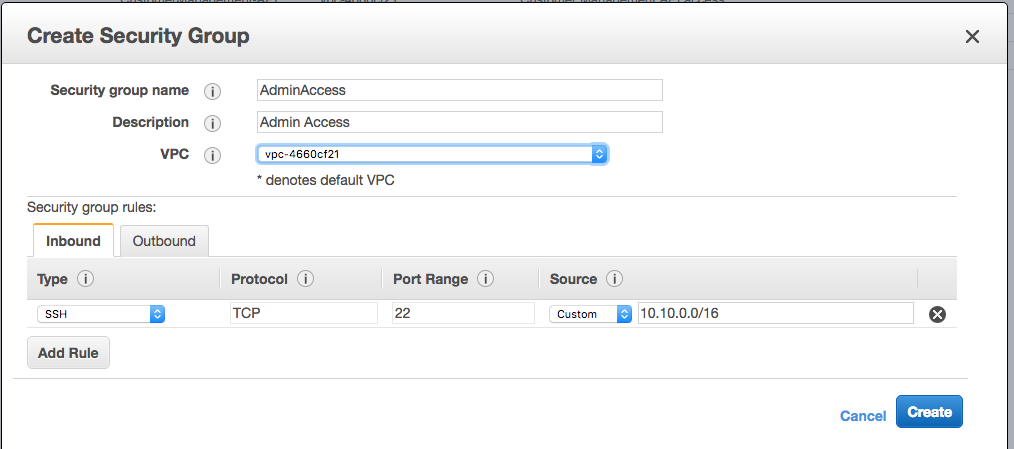 Create Security Group
Security group name
AdminAccess
Description
Admin Access
VPC
vpc-4660cf21
* denotes default VPC
Security group rules:
Inbound Outbound
Type Protocol Port Range Source
SSH TCP 22 Custom 10.10.0.0/16
Add Rule
Cancel Create